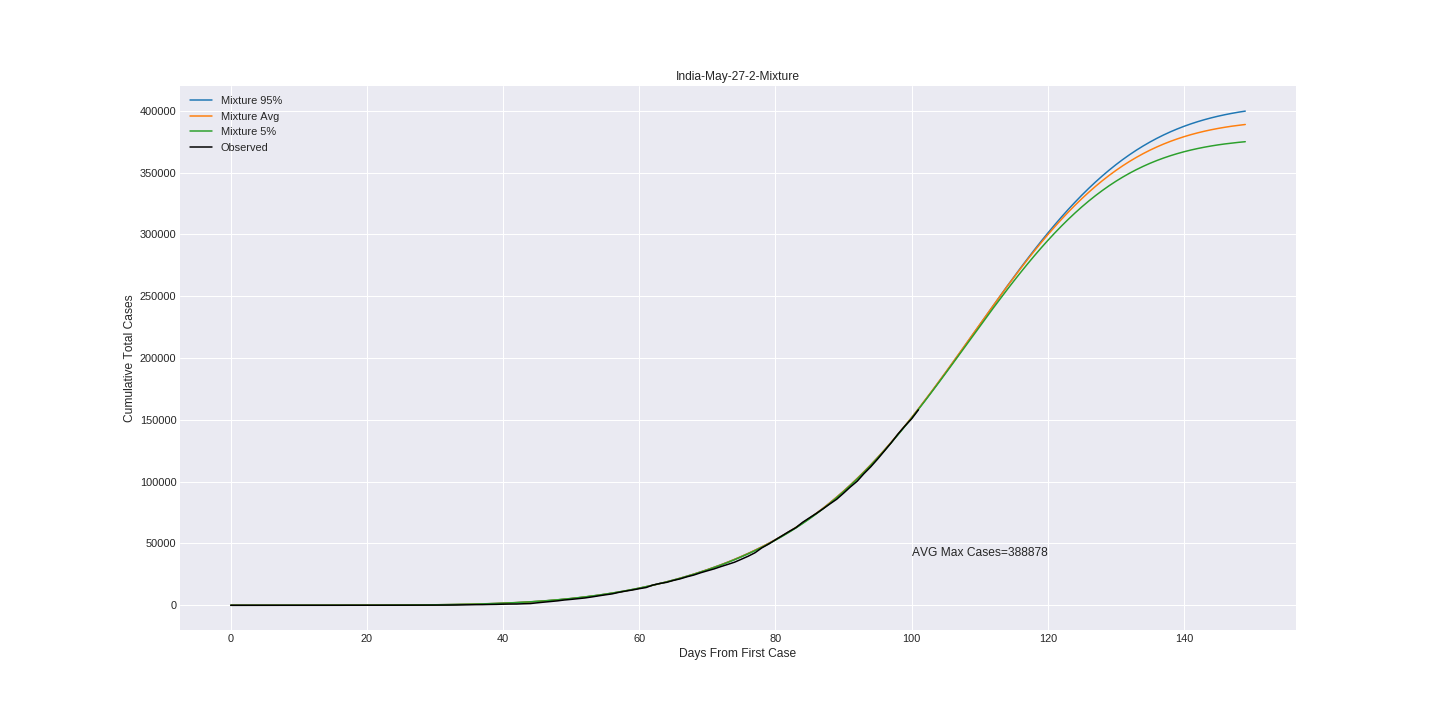 India-May-27-2-Mixture
Mixture 95%
Mixture Avg
Mixture 5%
Observed
400000
350000
300000
250000
200000
150000
100000
50000
0
Cumulative Total Cases
AVG Max Cases=388878
0 20 40 60 80 100 120 140
Days From First Case